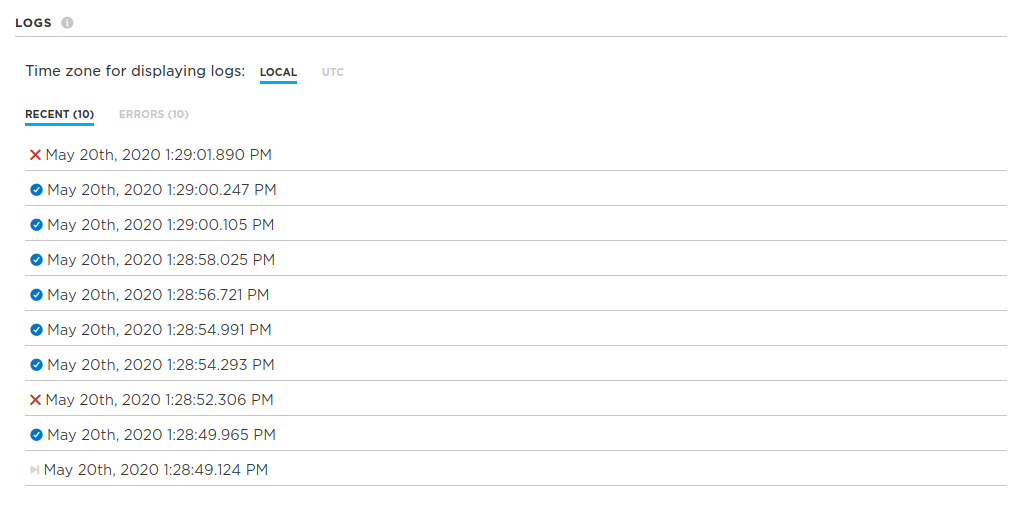 LOGS
Time zone for displaying logs: LOCAL UTC
RECENT (10) ERRORS (10)
May 20th, 2020 1:29:01.890 PM
May 20th, 2020 1:29:00.247 PM
May 20th, 2020 1:29:00.105 PM
May 20th, 2020 1:28:58.025 PM
May 20th, 2020 1:28:56.721 PM
May 20th, 2020 1:28:54.991 PM
May 20th, 2020 1:28:54.293 PM
May 20th, 2020 1:28:52.306 PM
May 20th, 2020 1:28:49.965 PM
May 20th, 2020 1:28:49.124 PM